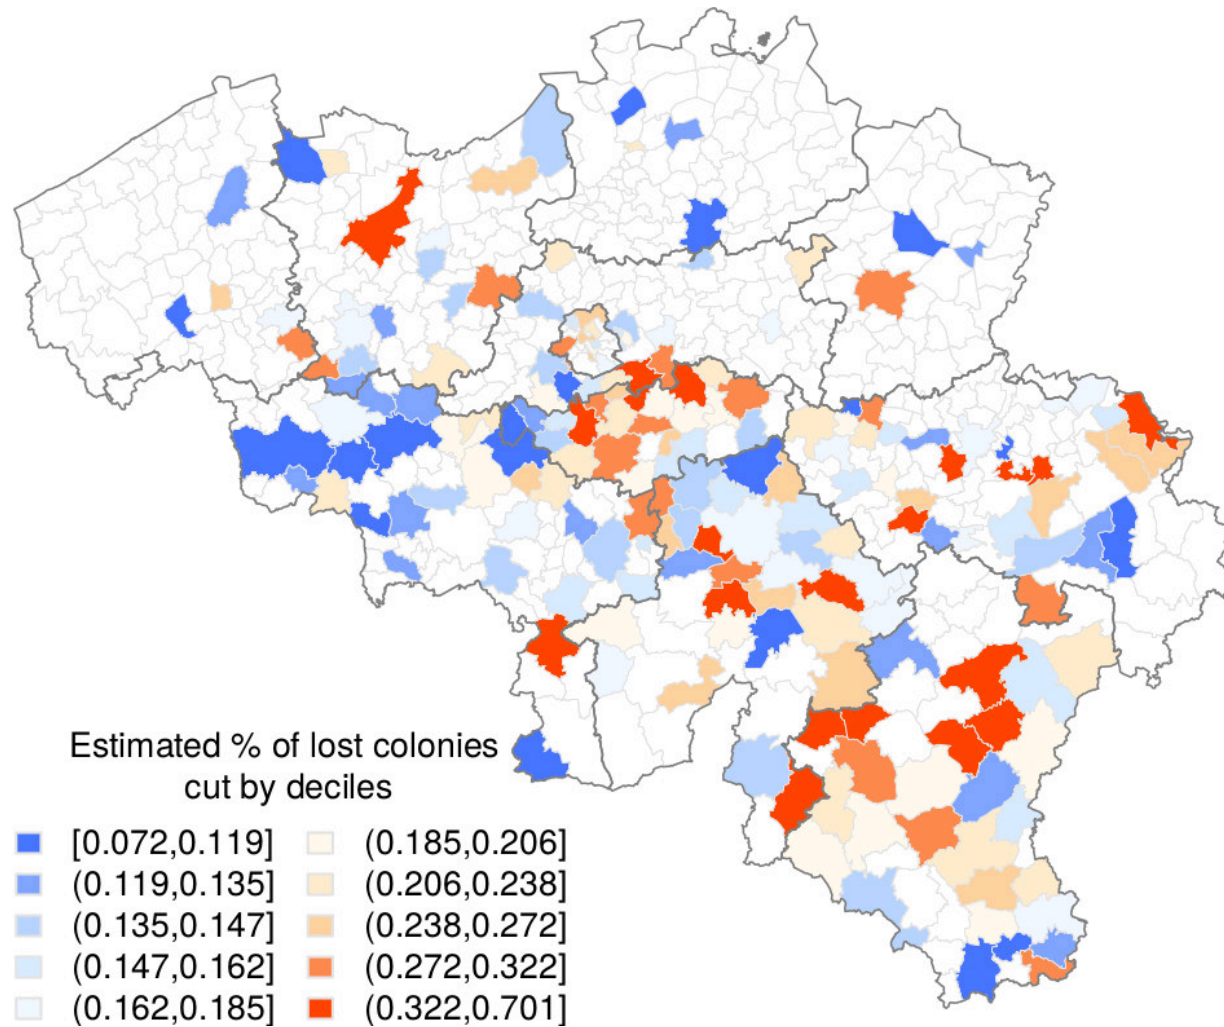 Estimated % of lost colonies
cut by deciles
[0.072,0.119] (0.185,0.206]
(0.119,0.135] (0.206,0.238]
(0.135,0.147] (0.238,0.272]
(0.147,0.162] (0.272,0.322]
(0.162,0.185] (0.322,0.701]